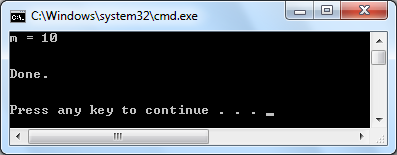 C:\Windows\system32\cmd.exe
m = 10
Done.
Press any key to continue . . . _